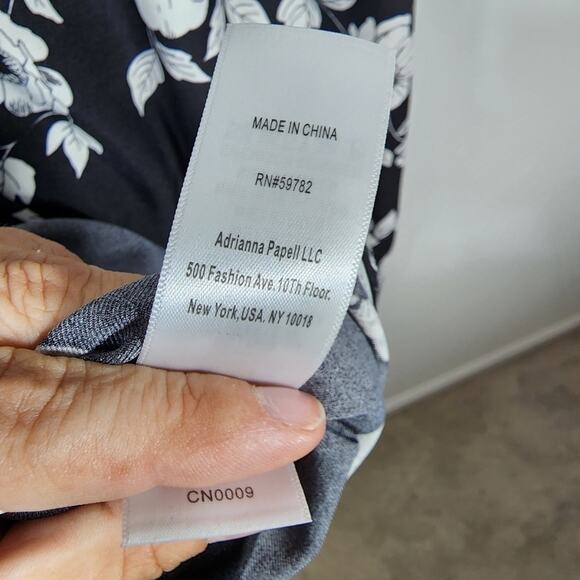 MADE IN CHINA
RN#59782
Adrianna Papell LLC
500 Fashion Ave.10Th Floor.
New York,USA. NY 10018
CN0009